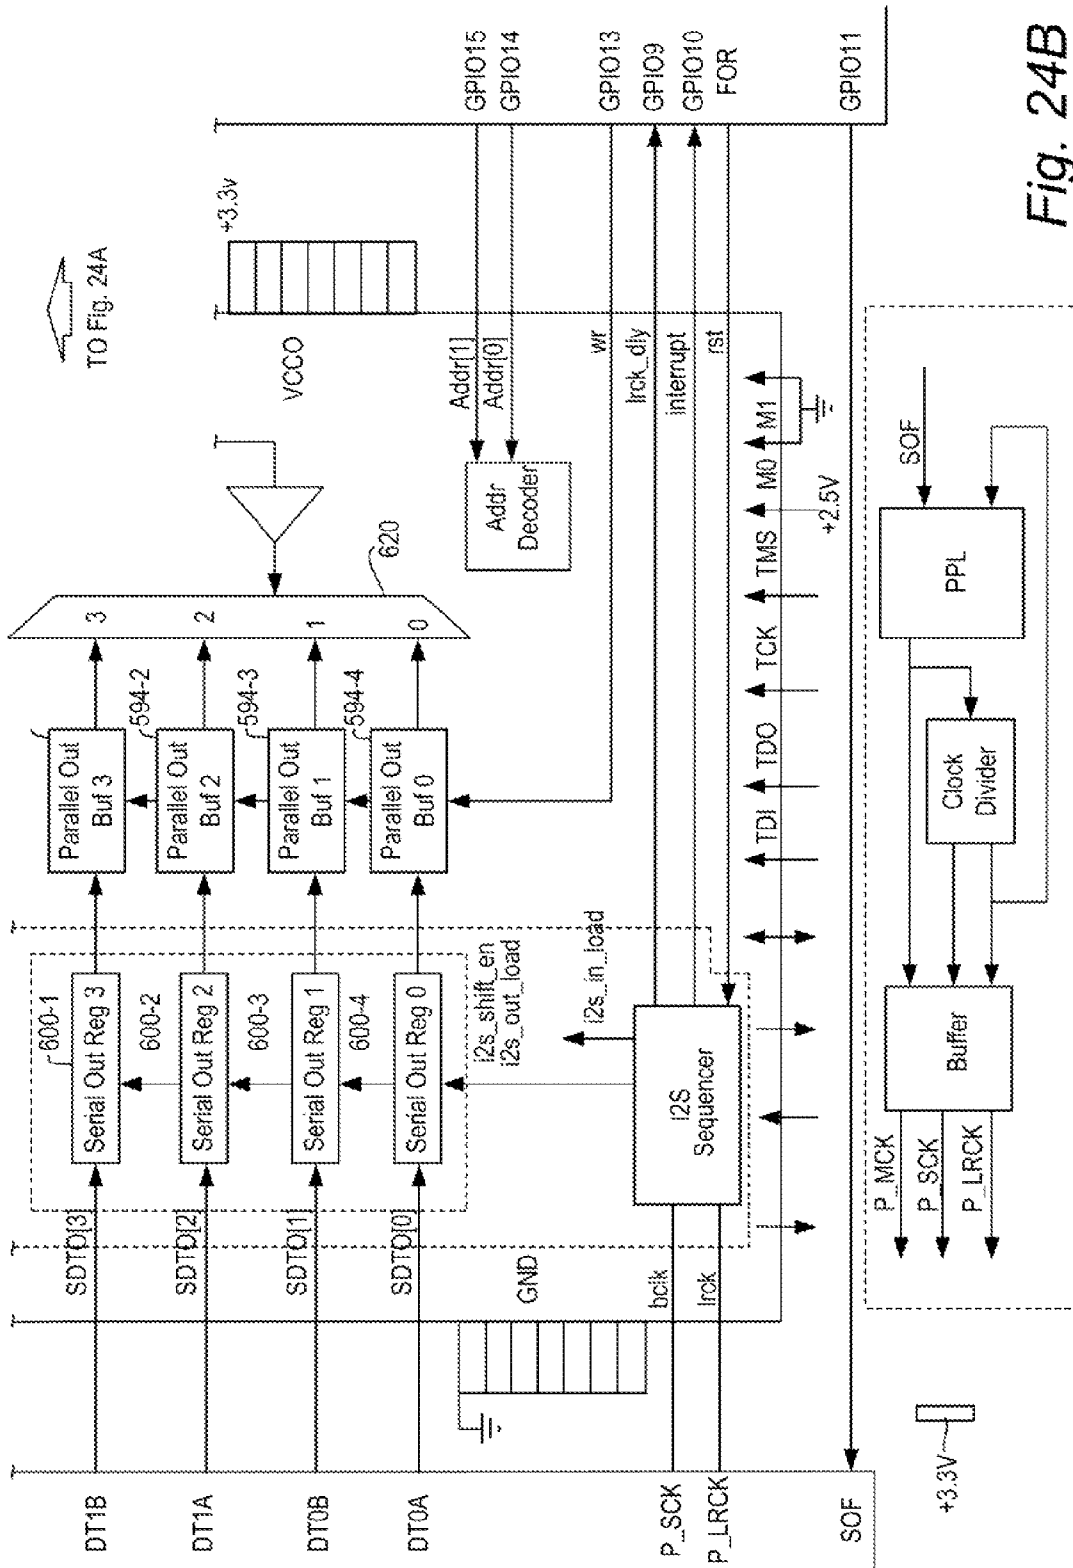 TO Fig. 24A
DT1B
DT1A
DT0B
DT0A
P_SCK
P_LRCK
SOF
SDTO[3]
SDTO[2]
SDTO[1]
SDTO[0]
GND
bclk
lrck
600-1
Serial Out Reg 3
600-2
Serial Out Reg 2
600-3
Serial Out Reg 1
600-4
Serial Out Reg 0
i2s_shift_en
i2s_out_load
i2s_in_load
I2S
Sequencer
Parallel Out
Buf 3
594-2
Parallel Out
Buf 2
594-3
Parallel Out
Buf 1
594-4
Parallel Out
Buf 0
3
2
1
0
620
VCCO
+3.3v
Addr
Decoder
Addr[1]
Addr[0]
wr
lrck_dly
interrupt
rst
GPIO15
GPIO14
GPIO13
GPIO9
GPIO10
FOR
GPIO11
TDI
TDO
TCK
TMS
M0
M1
+2.5V
+3.3V
P_MCK
P_SCK
P_LRCK
Buffer
Clock
Divider
PPL
SOF
Fig. 24B